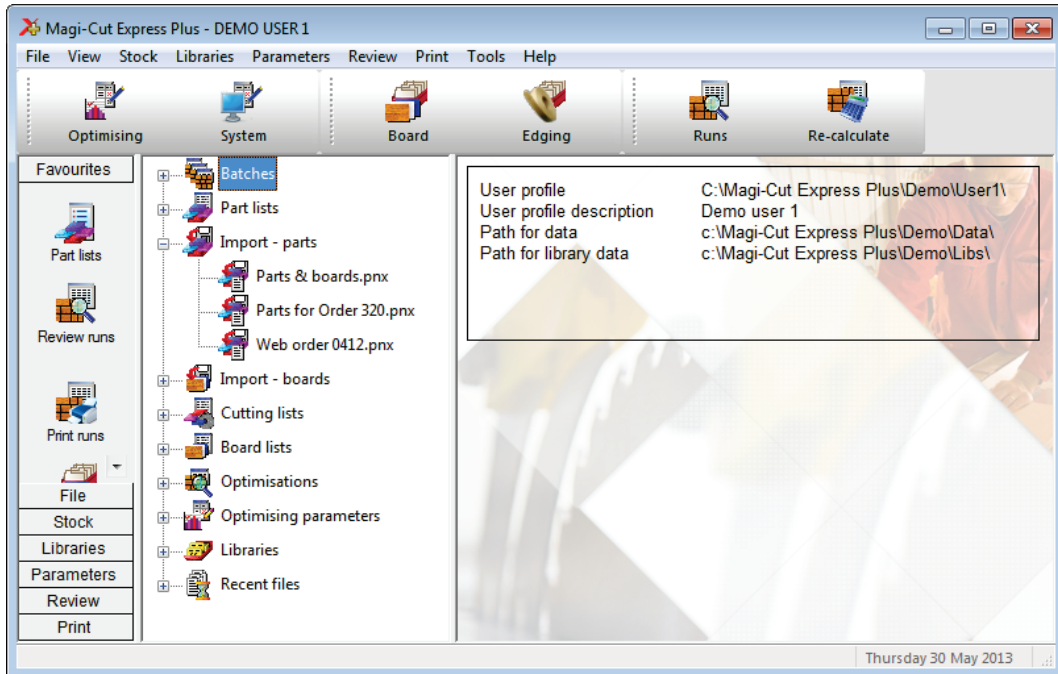 Magi-Cut Express Plus - DEMO USER 1
File View Stock Libraries Parameters Review Print Tools Help
Optimising System Board Edging Runs Re-calculate
Favourites
Part lists
Review runs
Print runs
File
Stock
Libraries
Parameters
Review
Print
Batches
Part lists
Import - parts
Parts & boards.pnx
Parts for Order 320.pnx
Web order 0412.pnx
Import - boards
Cutting lists
Board lists
Optimisations
Optimising parameters
Libraries
Recent files
User profile C:\Magi-Cut Express Plus\Demo\User1\
User profile description Demo user 1
Path for data c:\Magi-Cut Express Plus\Demo\Data\
Path for library data c:\Magi-Cut Express Plus\Demo\Libs\
Thursday 30 May 2013